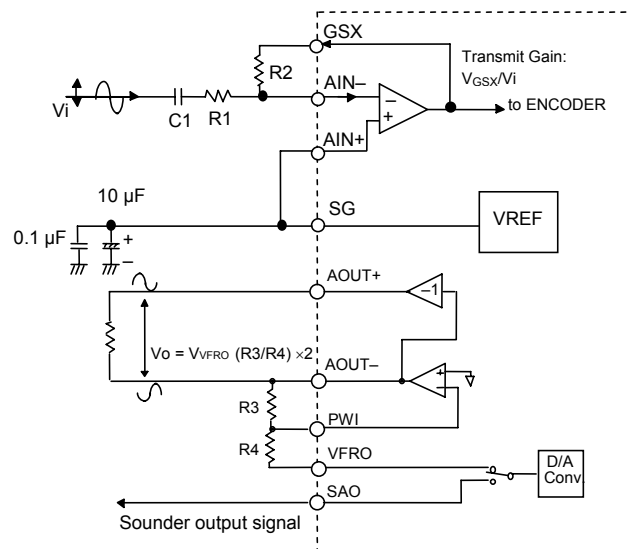 GSX
Transmit Gain:
VGSX/Vi
R2
AIN−
Vi
C1
R1
−
+
to ENCODER
AIN+
10 µF
SG
VREF
0.1 µF
+
−
AOUT+
−1
Vo = VVFRO (R3/R4) ×2
AOUT−
+
−
R3
PWI
R4
VFRO
D/A
Conv.
SAO
Sounder output signal